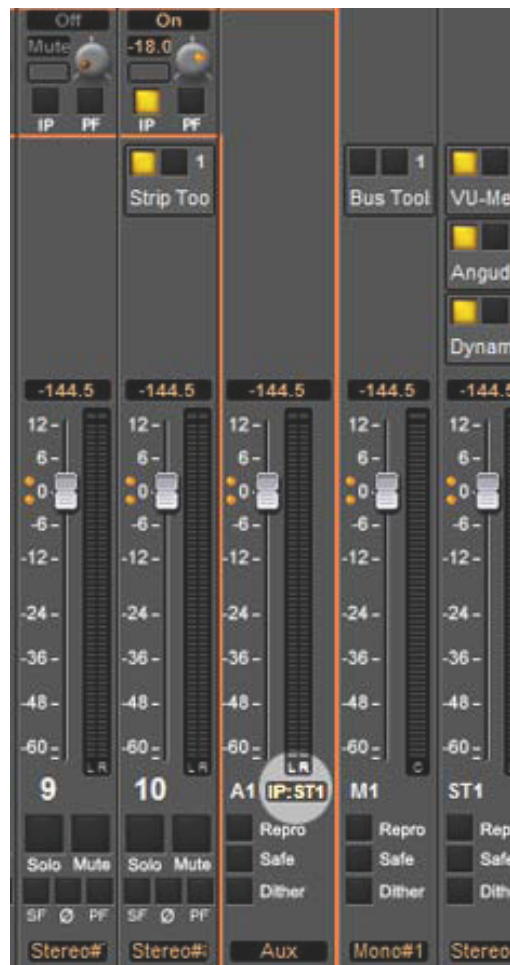 Off On
Mute -18.0
IP PF IP PF
1 1
Strip Too Bus Tool VU-Me
Angud
Dynam
-144.5 -144.5 -144.5 -144.5 -144.5
12- 12- 12- 12- 12-
6- 6- 6- 6- 6-
0- 0- 0- 0- 0-
-6- -6- -6- -6- -6-
-12- -12- -12- -12- -12-
-24- -24- -24- -24- -24-
-36- -36- -36- -36- -36-
-48- -48- -48- -48- -48-
-60- -60- -60- -60- -60-
L R L R L R C
9 10 A1 IP:ST1 M1 ST1
Repro Repro Rep
Solo Mute Solo Mute Safe Safe Safe
SF Ø PF SF Ø PF Dither Dither Dith
Stereo# Stereo# Aux Mono#1 Stereo